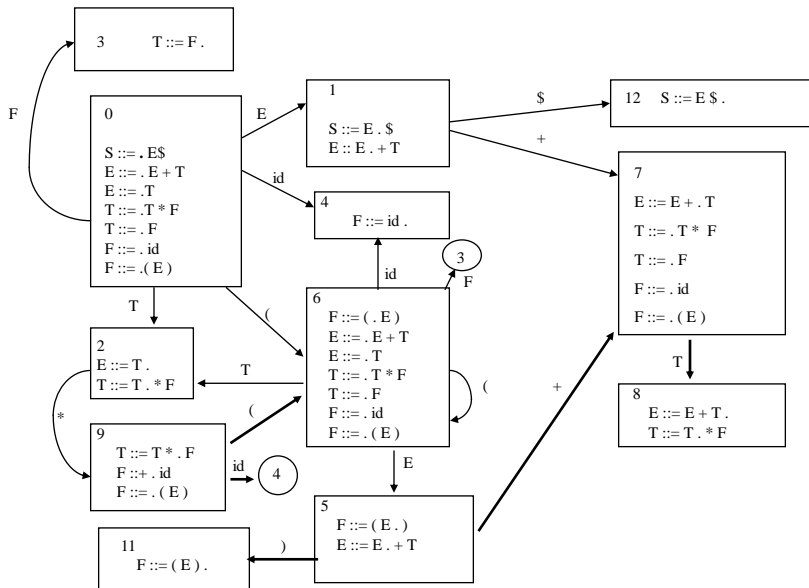 3 T ::= F .
F
0
S ::= . E$
E ::= . E + T
E ::= .T
T ::= .T * F
T ::= . F
F ::= . id
F ::= .( E )
E
1
S ::= E . $
E :: E . + T
$
12 S ::= E $ .
+
7
E ::= E + . T
T ::= . T * F
T ::= . F
F ::= . id
F ::= . ( E )
id
4
F ::= id .
id
3
F
T
(
6
F ::= ( . E )
E ::= . E + T
E ::= . T
T ::= . T * F
T ::= . F
F ::= . id
F ::= . ( E )
(
T
2
E ::= T .
T ::= T . * F
*
(
+
T
8
E ::= E + T .
T ::= T . * F
9
T ::= T * . F
F ::+ . id
F ::= . ( E )
id
4
E
5
F ::= ( E . )
E ::= E . + T
)
11
F ::= ( E ) .